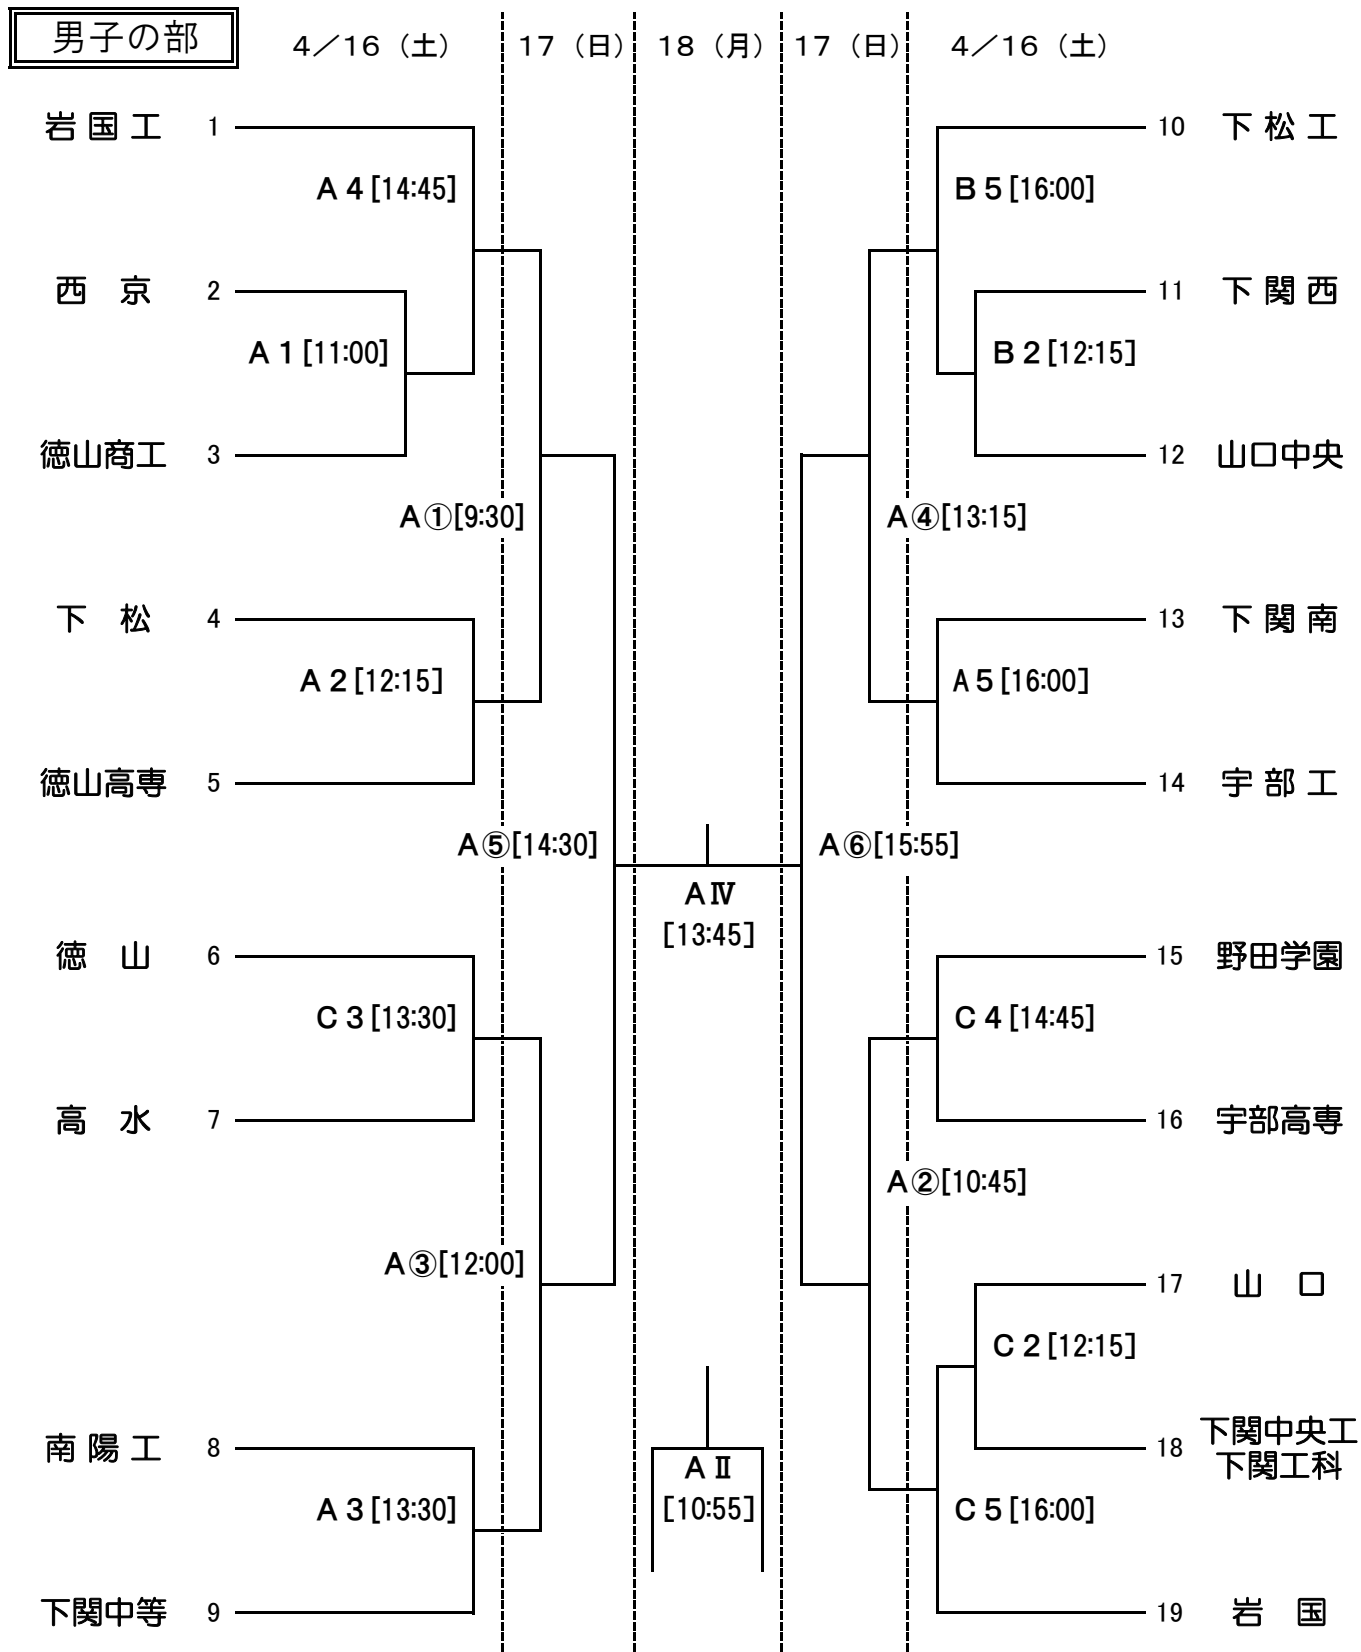 男子の部
4／16（土） 17（日） 18（月） 17（日） 4／16（土）
岩国工 1
10 下松工
A4[14:45]
B5[16:00]
西京 2
11 下関西
A1[11:00]
B2[12:15]
徳山商工 3
12 山口中央
A①[9:30]
A④[13:15]
下松 4
13 下関南
A2[12:15]
A5[16:00]
徳山高専 5
14 宇部工
A⑤[14:30]
A⑥[15:55]
AⅣ
[13:45]
徳山 6
15 野田学園
C3[13:30]
C4[14:45]
高水 7
16 宇部高専
A②[10:45]
A③[12:00]
17 山口
C2[12:15]
南陽工 8
18 下関中央工
下関工科
AⅡ
[10:55]
A3[13:30]
C5[16:00]
下関中等 9
19 岩国